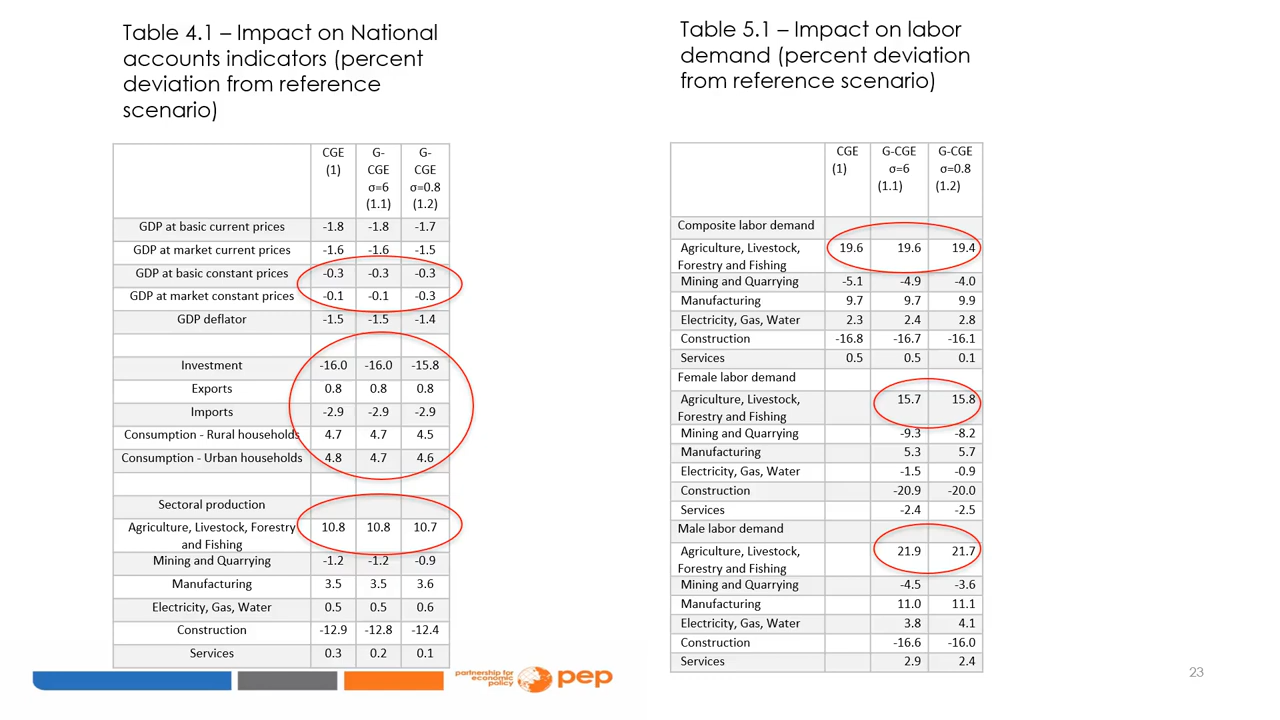 Table 4.1 – Impact on National
accounts indicators (percent
deviation from reference
scenario)
CGE (1) G-CGE σ=6 (1.1) G-CGE σ=0.8 (1.2)
GDP at basic current prices -1.8 -1.8 -1.7
GDP at market current prices -1.6 -1.6 -1.5
GDP at basic constant prices -0.3 -0.3 -0.3
GDP at market constant prices -0.1 -0.1 -0.3
GDP deflator -1.5 -1.5 -1.4
Investment -16.0 -16.0 -15.8
Exports 0.8 0.8 0.8
Imports -2.9 -2.9 -2.9
Consumption - Rural households 4.7 4.7 4.5
Consumption - Urban households 4.8 4.7 4.6
Sectoral production
Agriculture, Livestock, Forestry 10.8 10.8 10.7
and Fishing
Mining and Quarrying -1.2 -1.2 -0.9
Manufacturing 3.5 3.5 3.6
Electricity, Gas, Water 0.5 0.5 0.6
Construction -12.9 -12.8 -12.4
Services 0.3 0.2 0.1
partnership for
economic
policy
pep
Table 5.1 – Impact on labor
demand (percent deviation
from reference scenario)
CGE (1) G-CGE σ=6 (1.1) G-CGE σ=0.8 (1.2)
Composite labor demand
Agriculture, Livestock, 19.6 19.6 19.4
Forestry and Fishing
Mining and Quarrying -5.1 -4.9 -4.0
Manufacturing 9.7 9.7 9.9
Electricity, Gas, Water 2.3 2.4 2.8
Construction -16.8 -16.7 -16.1
Services 0.5 0.5 0.1
Female labor demand
Agriculture, Livestock, 15.7 15.8
Forestry and Fishing
Mining and Quarrying -9.3 -8.2
Manufacturing 5.3 5.7
Electricity, Gas, Water -1.5 -0.9
Construction -20.9 -20.0
Services -2.4 -2.5
Male labor demand
Agriculture, Livestock, 21.9 21.7
Forestry and Fishing
Mining and Quarrying -4.5 -3.6
Manufacturing 11.0 11.1
Electricity, Gas, Water 3.8 4.1
Construction -16.6 -16.0
Services 2.9 2.4
23